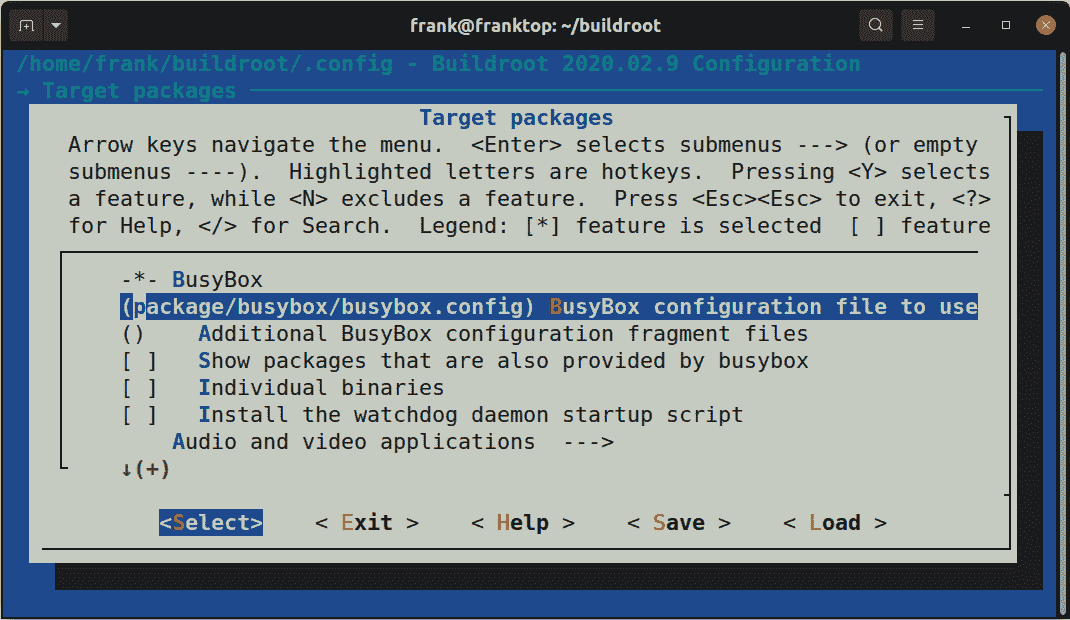 frank@franktop: ~/buildroot
/home/frank/buildroot/.config - Buildroot 2020.02.9 Configuration
→ Target packages
Target packages
Arrow keys navigate the menu.  <Enter> selects submenus ---> (or empty
submenus ----).  Highlighted letters are hotkeys.  Pressing <Y> selects
a feature, while <N> excludes a feature.  Press <Esc><Esc> to exit, <?>
for Help, </> for Search.  Legend: [*] feature is selected  [ ] feature
-*- BusyBox
(package/busybox/busybox.config) BusyBox configuration file to use
()    Additional BusyBox configuration fragment files
[ ]   Show packages that are also provided by busybox
[ ]   Individual binaries
[ ]   Install the watchdog daemon startup script
Audio and video applications  --->
↓(+)
<Select>    < Exit >    < Help >    < Save >    < Load >